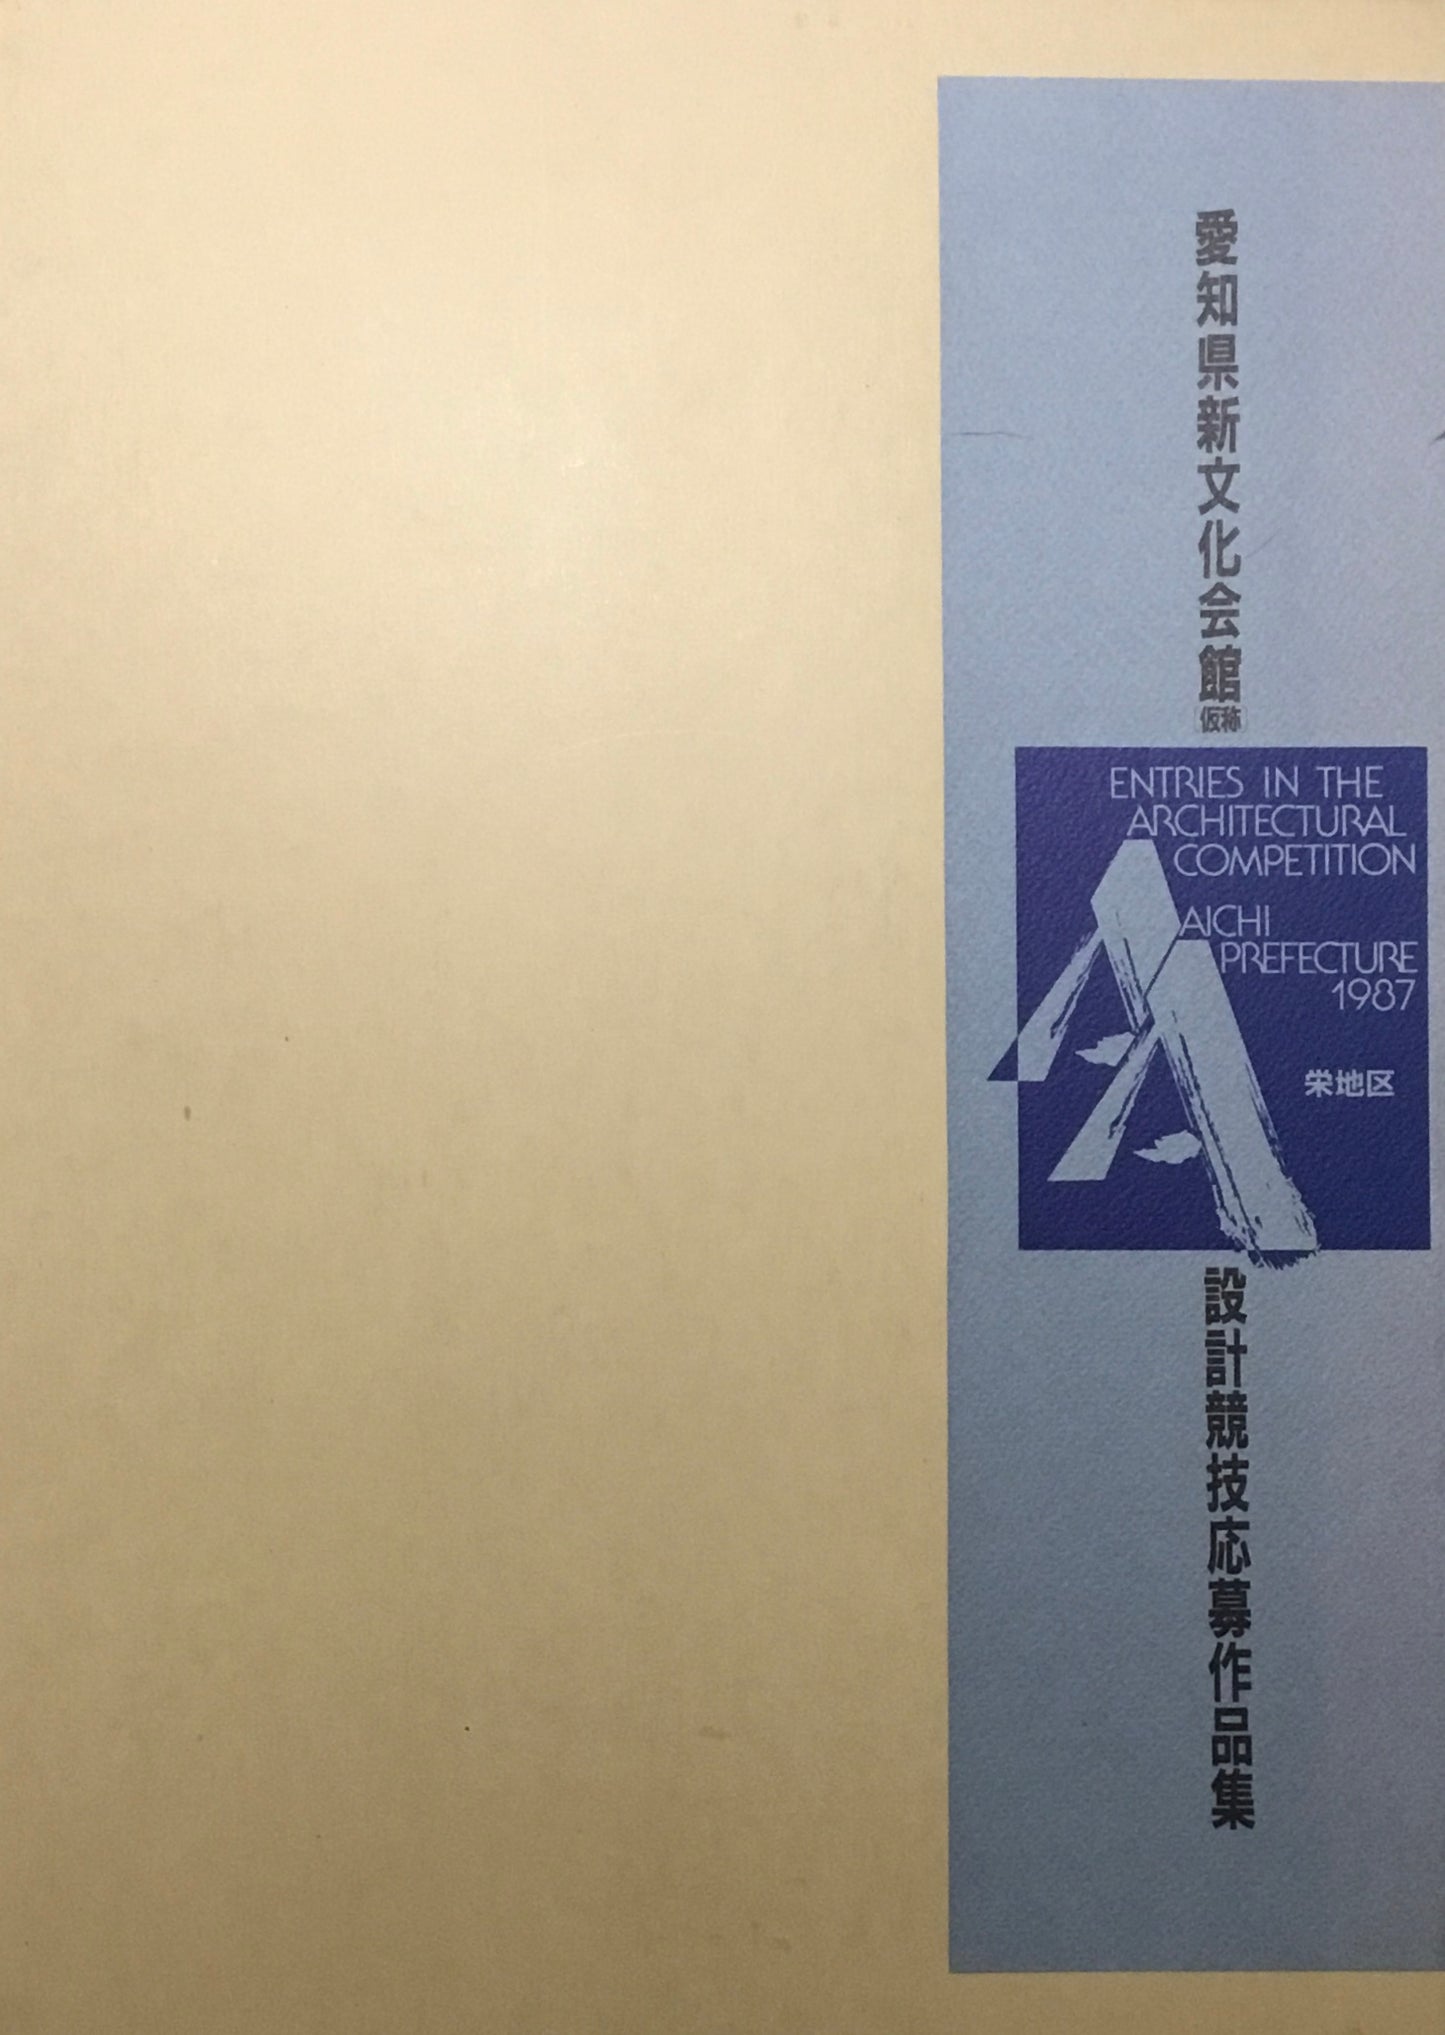 愛知県新文化会館
[仮称]
ENTRIES IN THE
ARCHITECTURAL
COMPETITION
AICHI
PREFECTURE
1987
栄地区
設計競技応募作品集